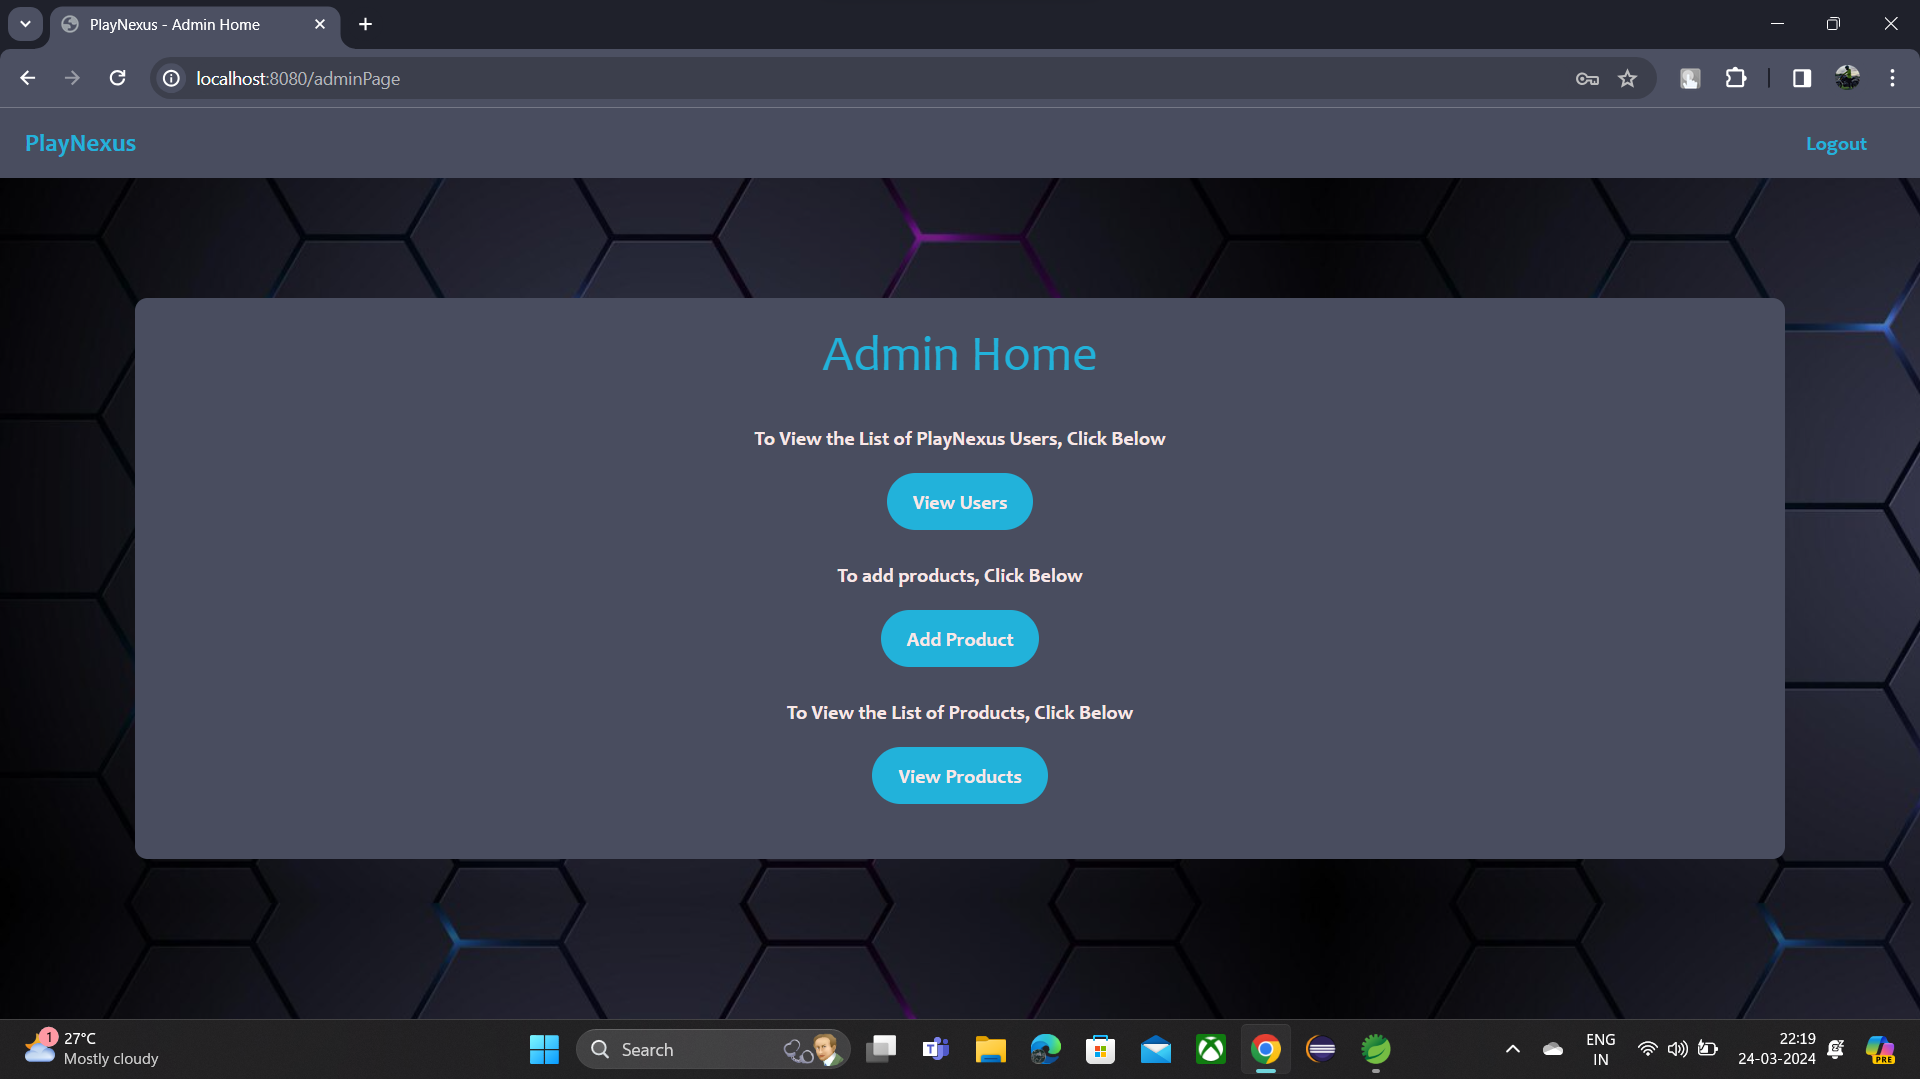 PlayNexus - Admin Home
localhost:8080/adminPage
PlayNexus
Logout
Admin Home
To View the List of PlayNexus Users, Click Below
View Users
To add products, Click Below
Add Product
To View the List of Products, Click Below
View Products
1
27°C
Mostly cloudy
Search
T
PRE
ENG
IN
22:19
24-03-2024